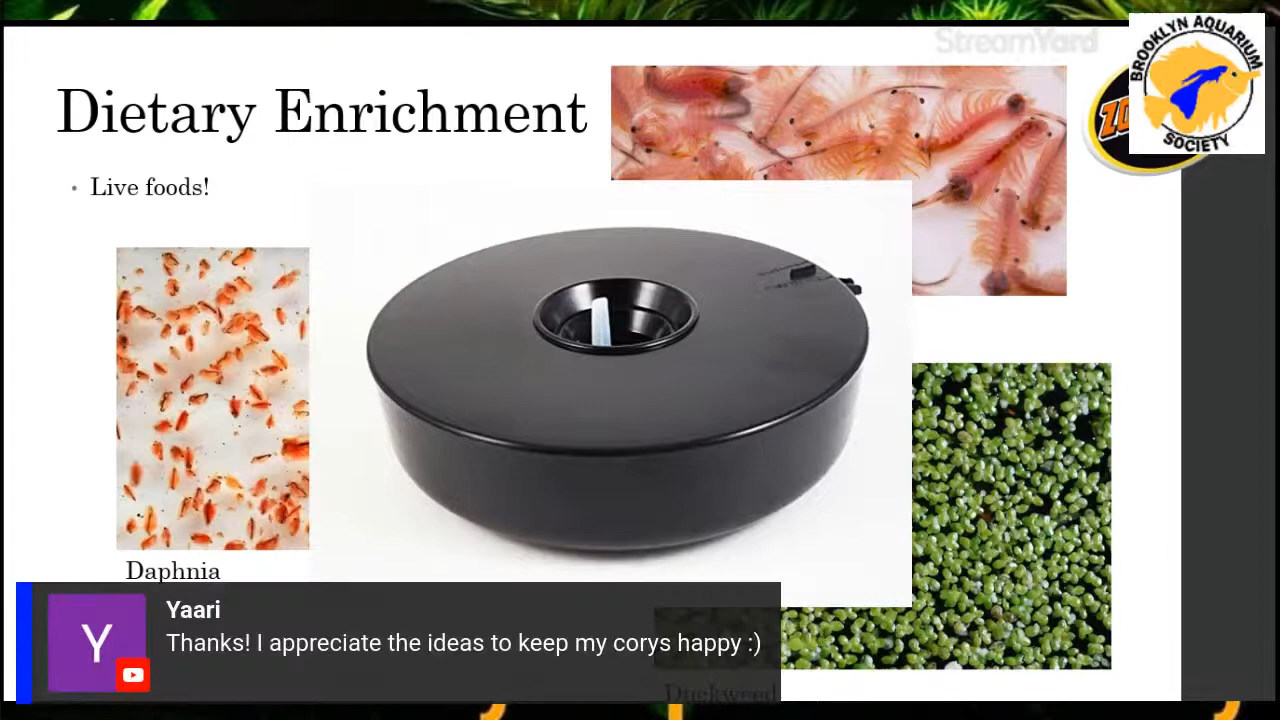 StreamYard
BROOKLYN AQUARIUM
SOCIETY
Dietary Enrichment
• Live foods!
Daphnia
Y
Yaari
Thanks! I appreciate the ideas to keep my corys happy :)
Duckweed